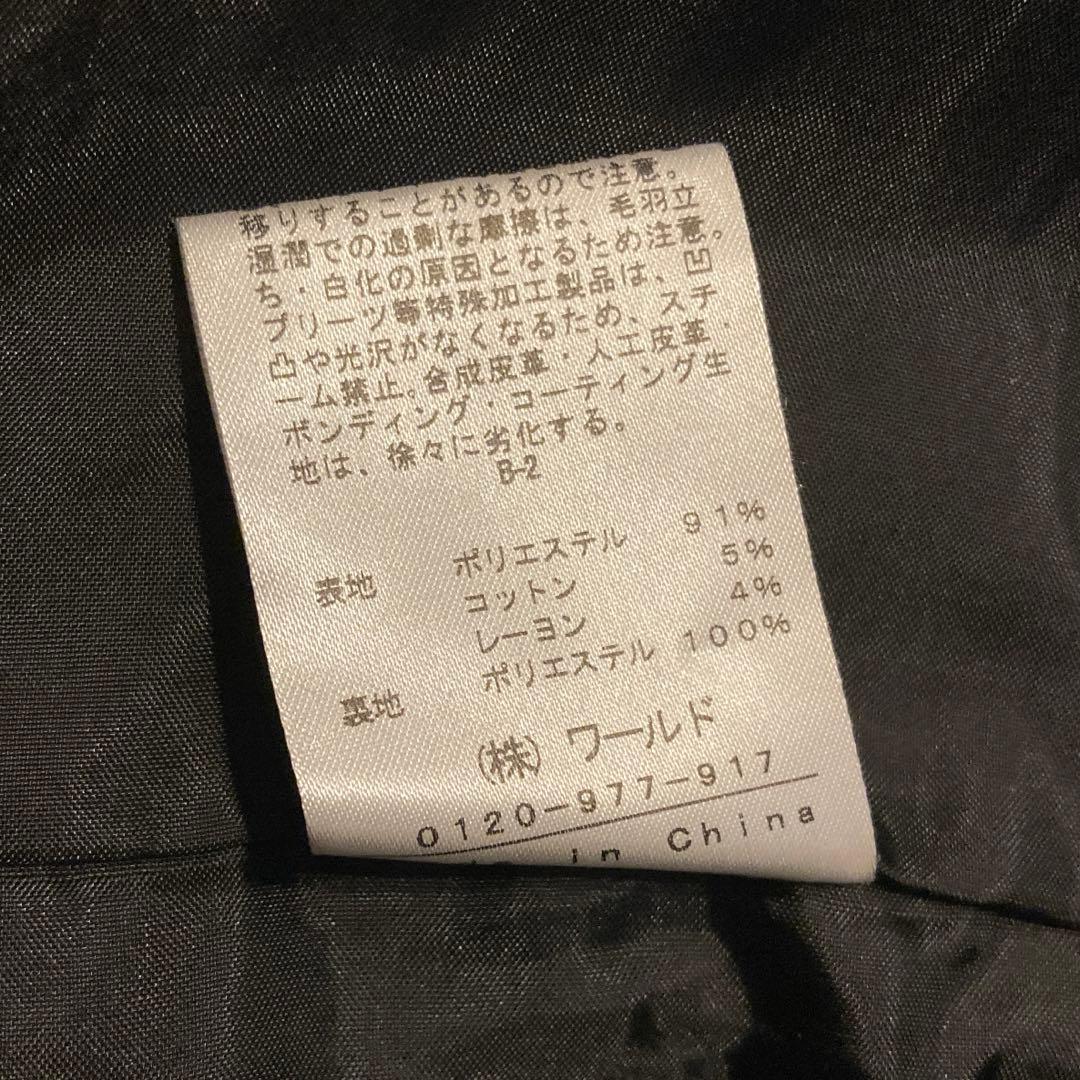 移りすることがあるので注意。
湿潤での過剰な摩擦は、毛羽立
ち・白化の原因となるため注意。
プリーツ等特殊加工製品は、凹
凸や光沢がなくなるため、スチ
ーム禁止。合成皮革・人工皮革・
ボンディング・コーティング生
地は、徐々に劣化する。
B-2
表地 ポリエステル 91%
コットン 5%
レーヨン 4%
裏地 ポリエステル 100%
(株) ワールド
0120-977-917
in China